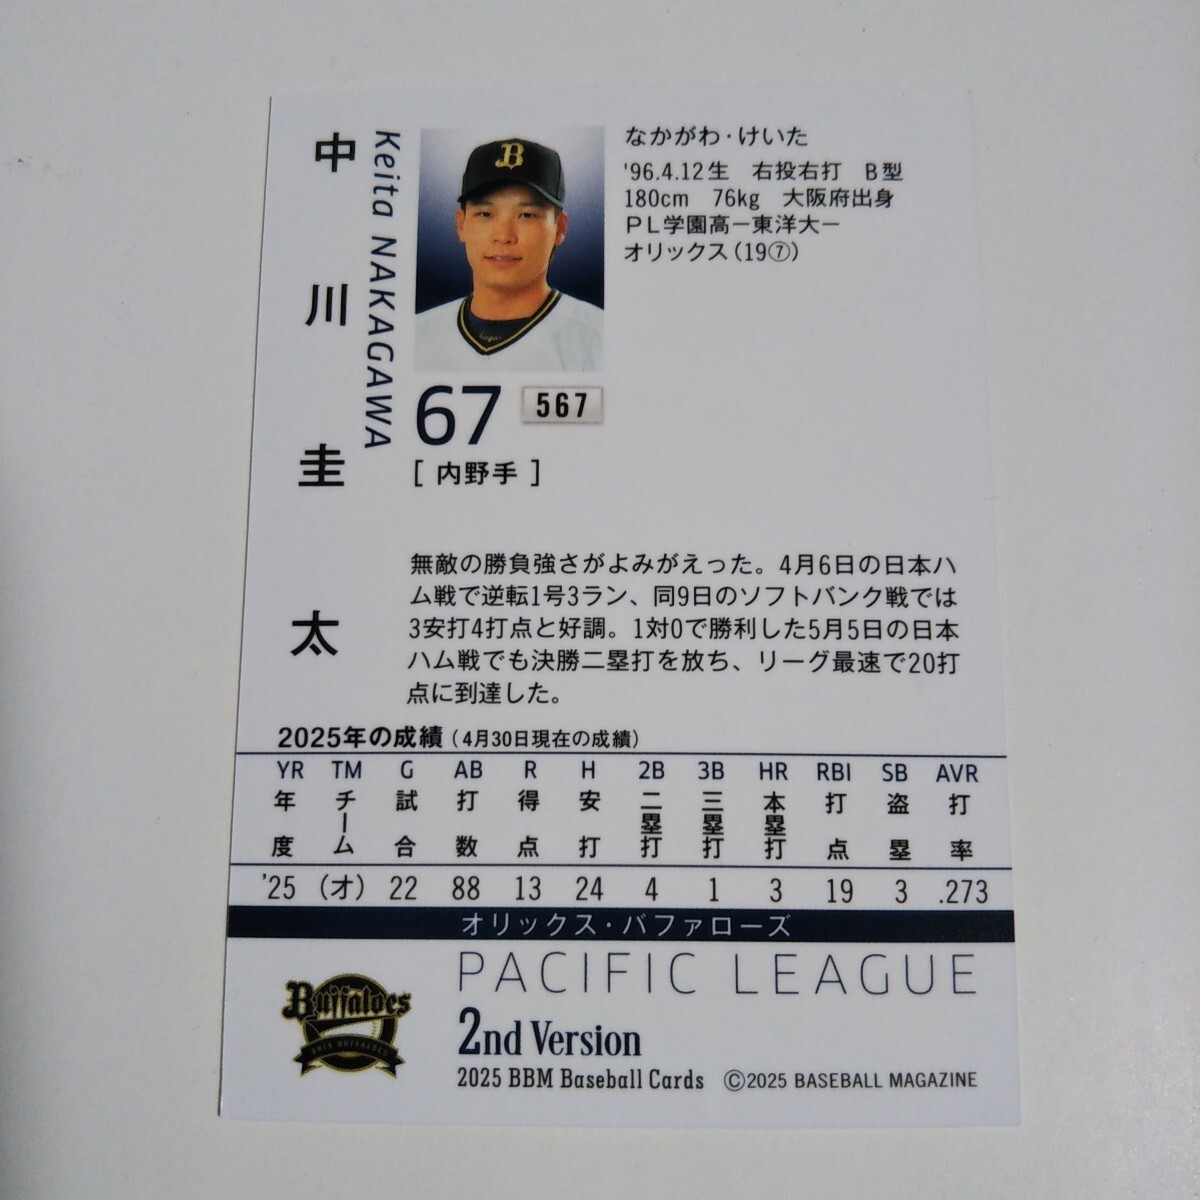 中川圭太
Keita NAKAGAWA
B
なかがわ・けいた
'96.4.12生　右投右打　B型
180cm　76kg　大阪府出身
PL学園高ー東洋大ー
オリックス(19⑦)
67
567
[ 内野手 ]
無敵の勝負強さがよみがえった。4月6日の日本ハ
ム戦で逆転1号3ラン、同9日のソフトバンク戦では
3安打4打点と好調。1対0で勝利した5月5日の日本
ハム戦でも決勝二塁打を放ち、リーグ最速で20打
点に到達した。
2025年の成績(4月30日現在の成績)
YR TM G AB R H 2B 3B HR RBI SB AVR
年度 チーム 試合 打数 得点 安打 二塁打 三塁打 本塁打 打点 盗塁 打率
'25 (オ) 22 88 13 24 4 1 3 19 3 .273
オリックス・バファローズ
PACIFIC LEAGUE
Buffaloes
ORIX BUFFALOES
2nd Version
2025 BBM Baseball Cards ©2025 BASEBALL MAGAZINE